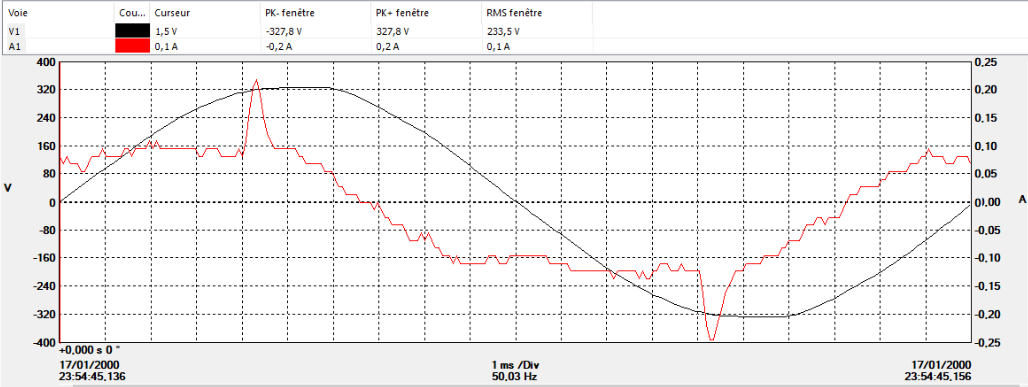 Voie Cou... Curseur PK- fenêtre PK+ fenêtre RMS fenêtre
V1 1,5 V -327,8 V 327,8 V 233,5 V
A1 0,1 A -0,2 A 0,2 A 0,1 A
400 0,25
320 0,20
240 0,15
160 0,10
80 0,05
V 0 0,00 A
-80 -0,05
-160 -0,10
-240 -0,15
-320 -0,20
-400 -0,25
+0,000 s 0 °
17/01/2000 1 ms /Div 17/01/2000
23:54:45,136 50,03 Hz 23:54:45,156